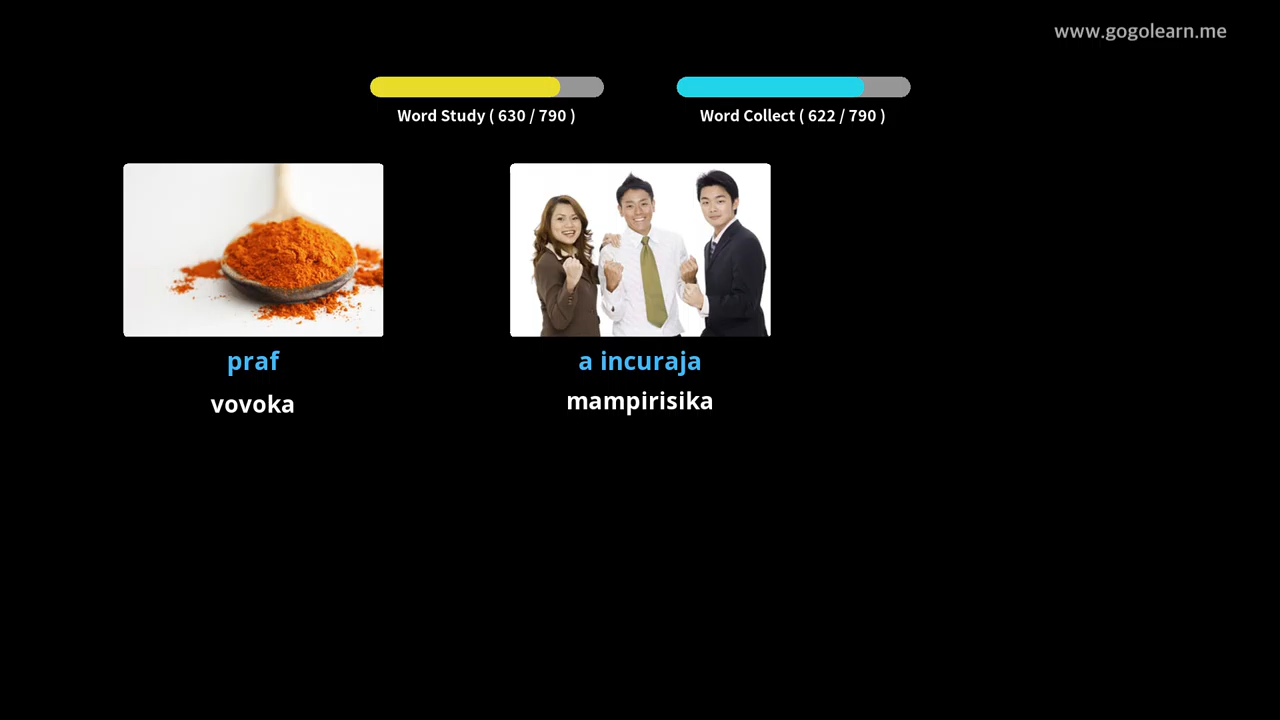 www.gogolearn.me
Word Study ( 630 / 790 )
Word Collect ( 622 / 790 )
praf
vovoka
a incuraja
mampirisika